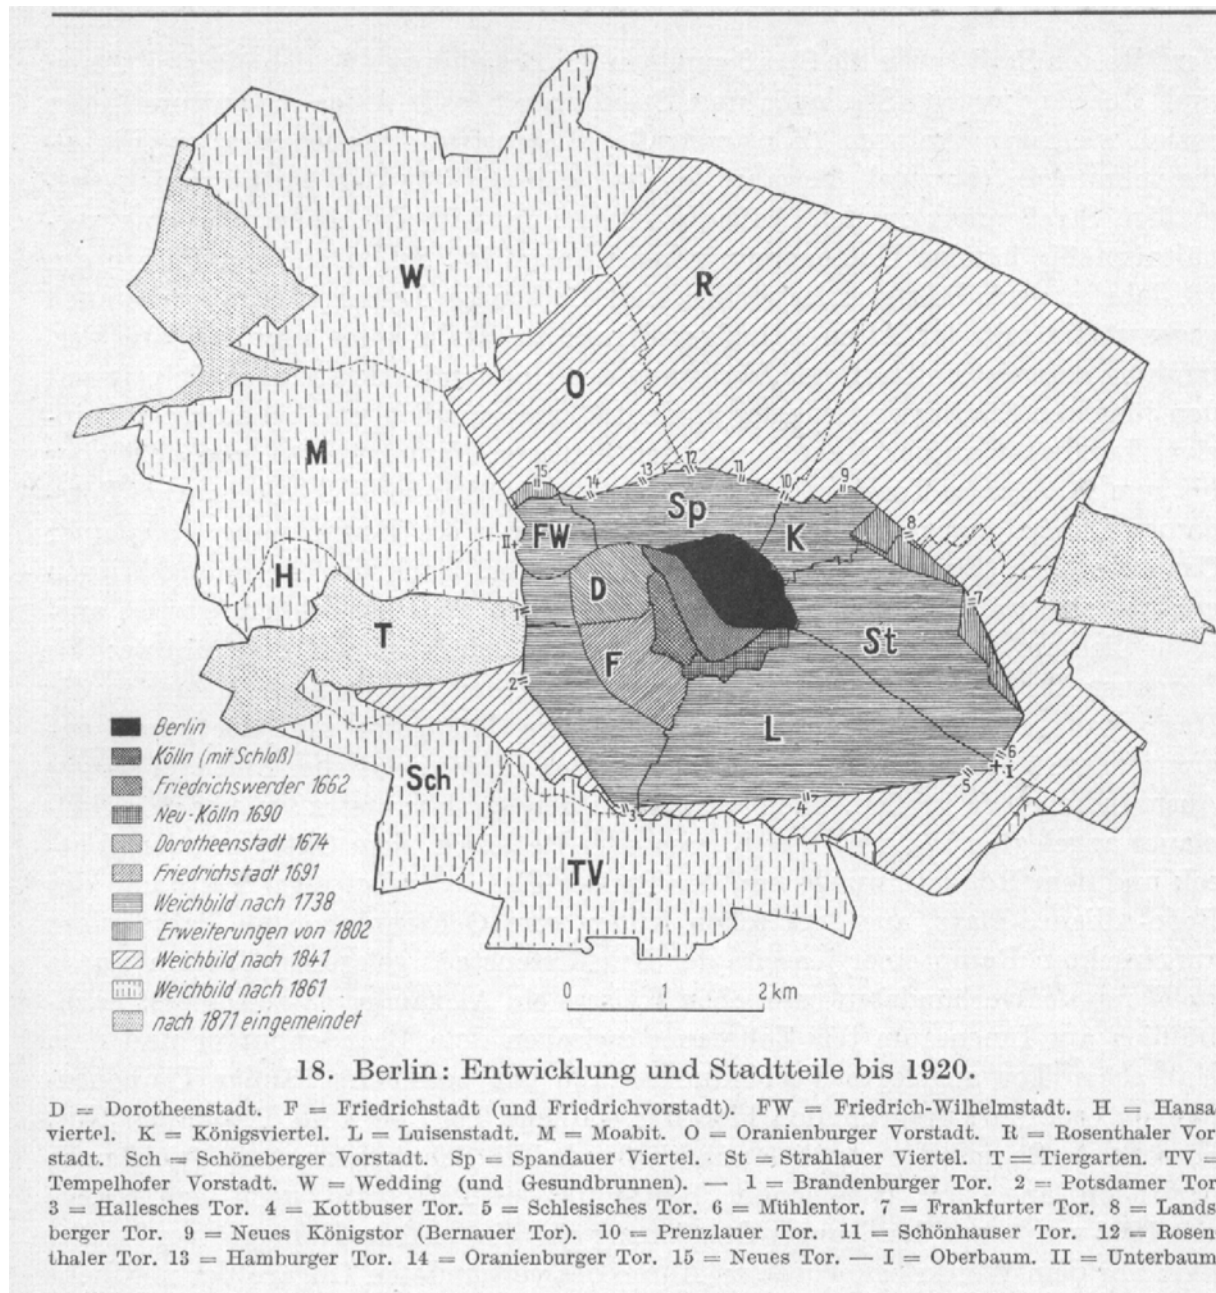 W
R
O
M
15
14
13
12
11
10
9
Sp
8
FW
K
II
H
D
7
1
T
St
F
2
L
6
I
5
Sch
4
3
TV
Berlin
Kölln (mit Schloß)
Friedrichswerder 1662
Neu-Kölln 1690
Dorotheenstadt 1674
Friedrichstadt 1691
Weichbild nach 1738
Erweiterungen von 1802
Weichbild nach 1841
Weichbild nach 1861
nach 1871 eingemeindet
0 1 2 km
18. Berlin: Entwicklung und Stadtteile bis 1920.
D = Dorotheenstadt. F = Friedrichstadt (und Friedrichvorstadt). FW = Friedrich-Wilhelmstadt. H = Hansa
viertel. K = Königsviertel. L = Luisenstadt. M = Moabit. O = Oranienburger Vorstadt. R = Rosenthaler Vor
stadt. Sch = Schöneberger Vorstadt. Sp = Spandauer Viertel. St = Strahlauer Viertel. T = Tiergarten. TV =
Tempelhofer Vorstadt. W = Wedding (und Gesundbrunnen). — 1 = Brandenburger Tor. 2 = Potsdamer Tor
3 = Hallesches Tor. 4 = Kottbuser Tor. 5 = Schlesisches Tor. 6 = Mühlentor. 7 = Frankfurter Tor. 8 = Lands
berger Tor. 9 = Neues Königstor (Bernauer Tor). 10 = Prenzlauer Tor. 11 = Schönhauser Tor. 12 = Rosen
thaler Tor. 13 = Hamburger Tor. 14 = Oranienburger Tor. 15 = Neues Tor. — I = Oberbaum. II = Unterbaum